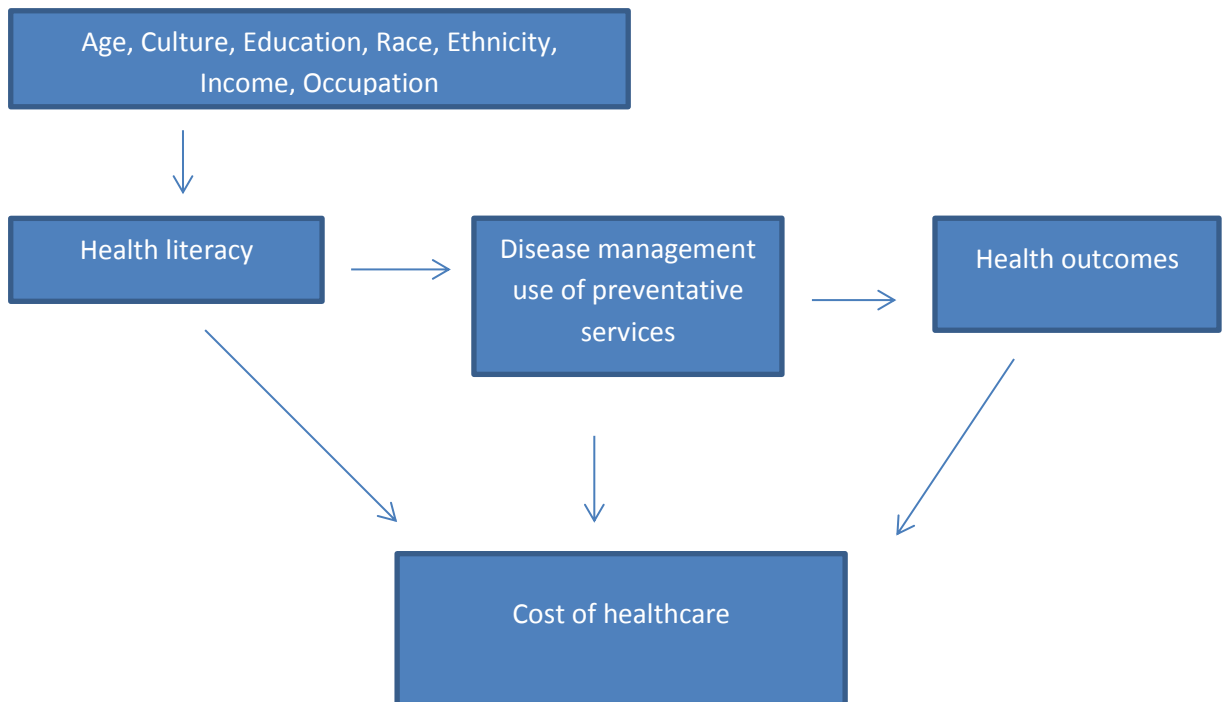 Age, Culture, Education, Race, Ethnicity,
Income, Occupation
Health literacy
Disease management
use of preventative
services
Health outcomes
Cost of healthcare